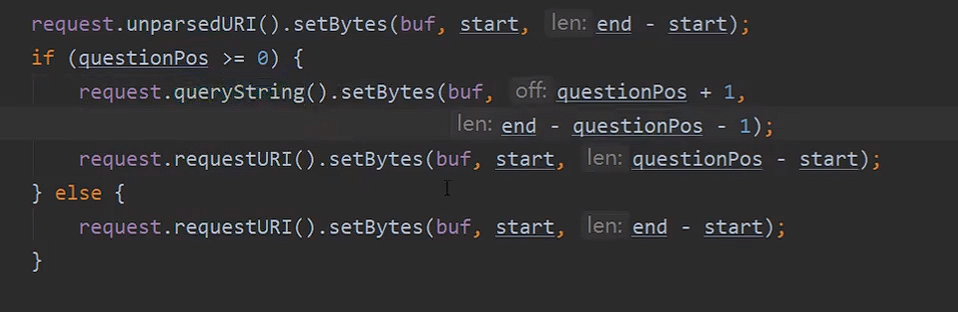 request.unparsedURI().setBytes(buf, start, len: end - start);
if (questionPos >= 0) {
request.queryString().setBytes(buf, off: questionPos + 1,
len: end - questionPos - 1);
request.requestURI().setBytes(buf, start, len: questionPos - start);
} else {
request.requestURI().setBytes(buf, start, len: end - start);
}